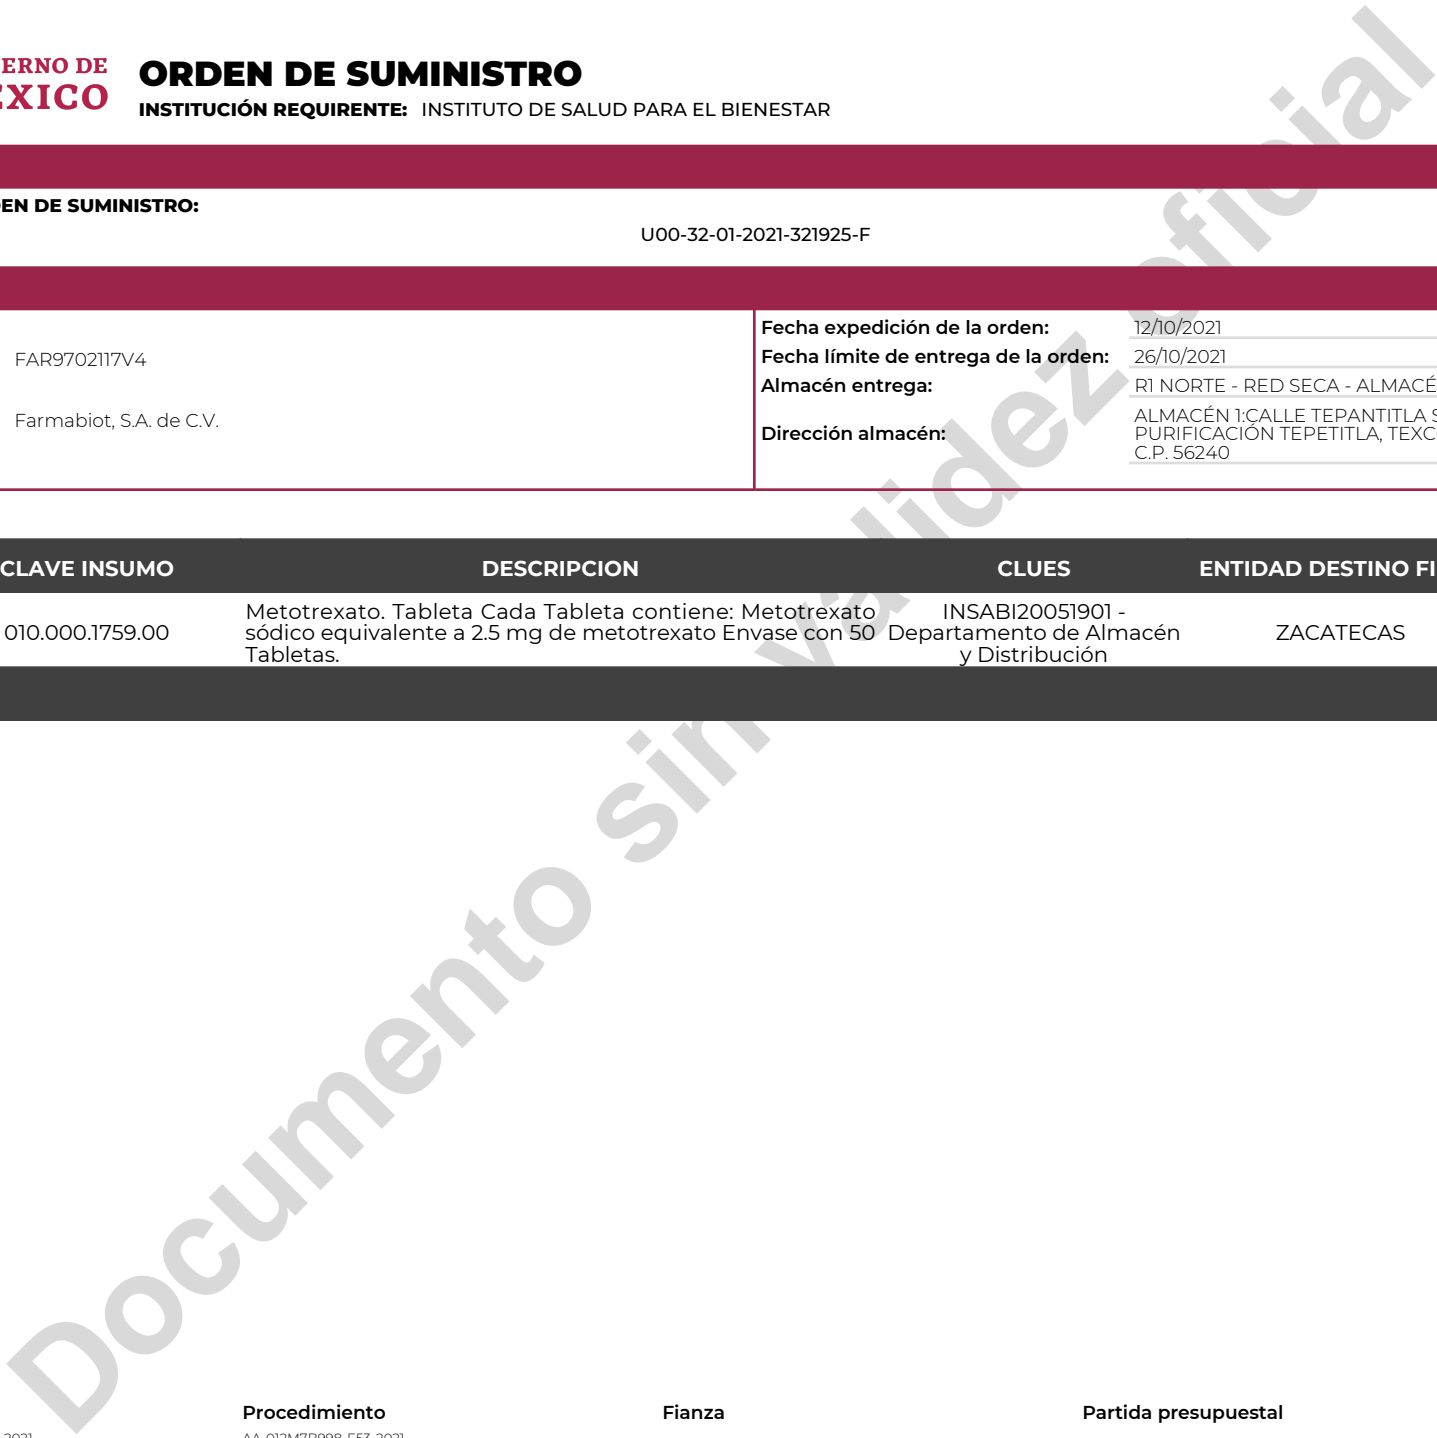 ERNO DE
EXICO
ORDEN DE SUMINISTRO
INSTITUCIÓN REQUIRENTE: INSTITUTO DE SALUD PARA EL BIENESTAR
EN DE SUMINISTRO:
U00-32-01-2021-321925-F
FAR9702117V4
Farmabiot, S.A. de C.V.
Fecha expedición de la orden: 12/10/2021
Fecha límite de entrega de la orden: 26/10/2021
Almacén entrega: R1 NORTE - RED SECA - ALMACÉ
Dirección almacén:
ALMACÉN 1:CALLE TEPANTITLA S
PURIFICACIÓN TEPETITLA, TEXC
C.P. 56240
CLAVE INSUMO DESCRIPCION CLUES ENTIDAD DESTINO FI
010.000.1759.00
Metotrexato. Tableta Cada Tableta contiene: Metotrexato
sódico equivalente a 2.5 mg de metotrexato Envase con 50
Tabletas.
INSABI20051901 -
Departamento de Almacén
y Distribución
ZACATECAS
Documento sin validez oficial
Procedimiento Fianza Partida presupuestal